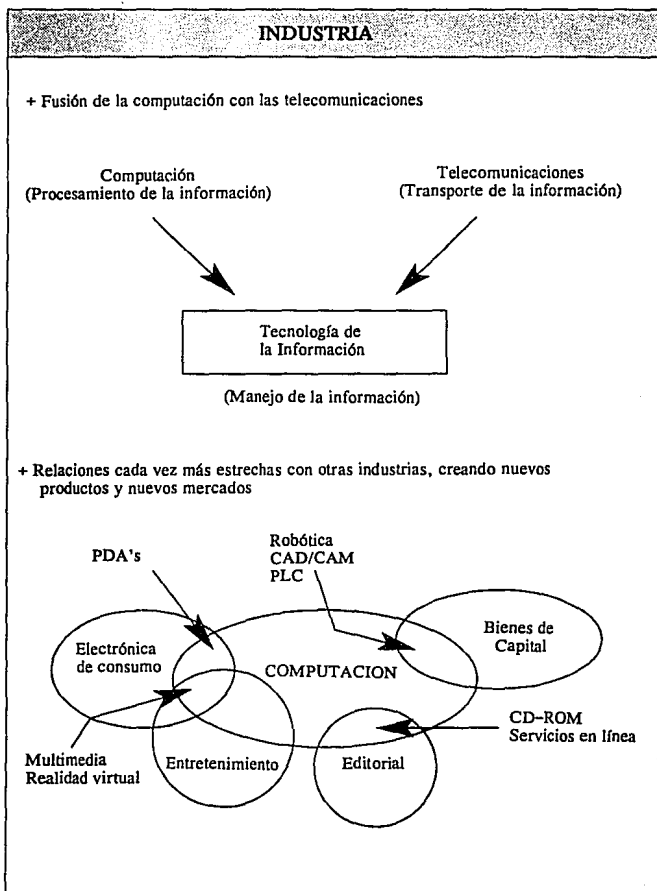 INDUSTRIA
+ Fusión de la computación con las telecomunicaciones
Computación
(Procesamiento de la información)
Telecomunicaciones
(Transporte de la información)
Tecnología de
la Información
(Manejo de la información)
+ Relaciones cada vez más estrechas con otras industrias, creando nuevos
productos y nuevos mercados
PDA's
Robótica
CAD/CAM
PLC
Electrónica
de consumo
COMPUTACION
Bienes de
Capital
CD-ROM
Servicios en línea
Multimedia
Realidad virtual
Entretenimiento
Editorial